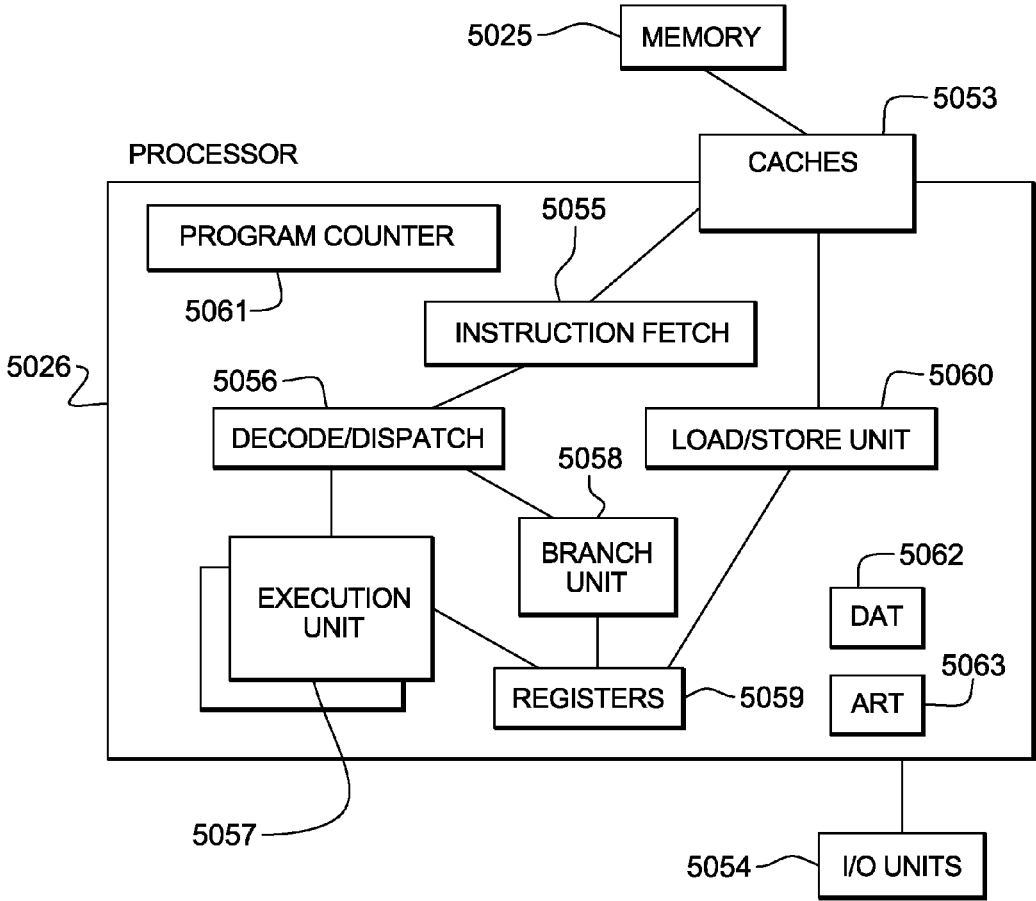 5025
MEMORY
5053
CACHES
PROCESSOR
PROGRAM COUNTER
5061
5055
INSTRUCTION FETCH
5026
5056
DECODE/DISPATCH
5060
LOAD/STORE UNIT
5058
BRANCH
UNIT
EXECUTION
UNIT
5062
DAT
5063
ART
REGISTERS
5059
5057
5054
I/O UNITS